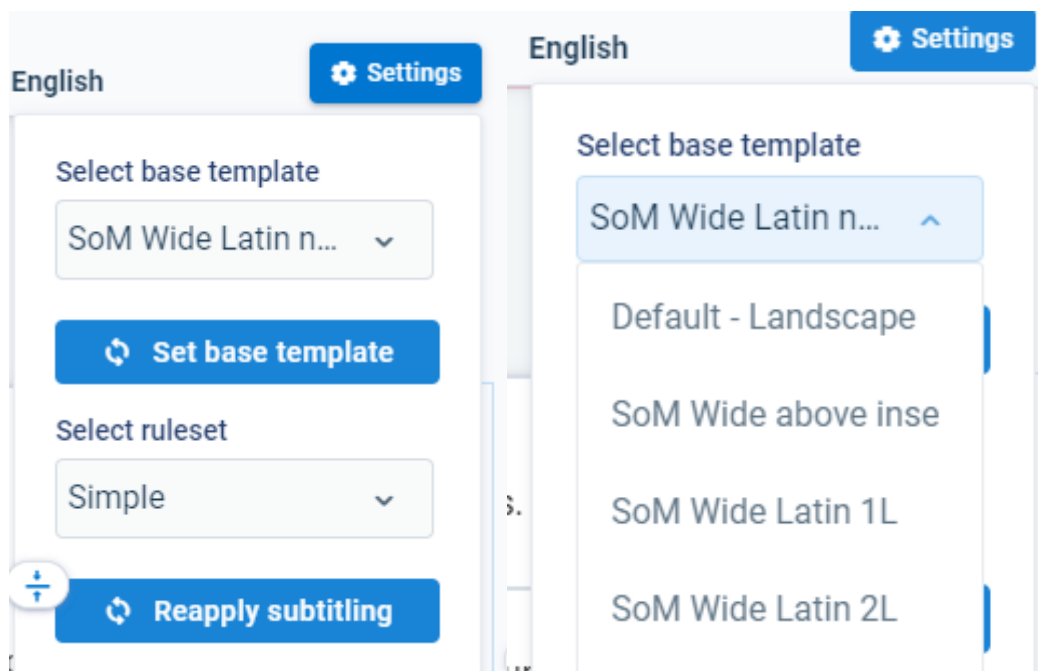 English
Settings
Select base template
SoM Wide Latin n...
Set base template
Select ruleset
Simple
Reapply subtitling
English
Settings
Select base template
SoM Wide Latin n...
Default - Landscape
SoM Wide above inse
SoM Wide Latin 1L
s.
SoM Wide Latin 2L